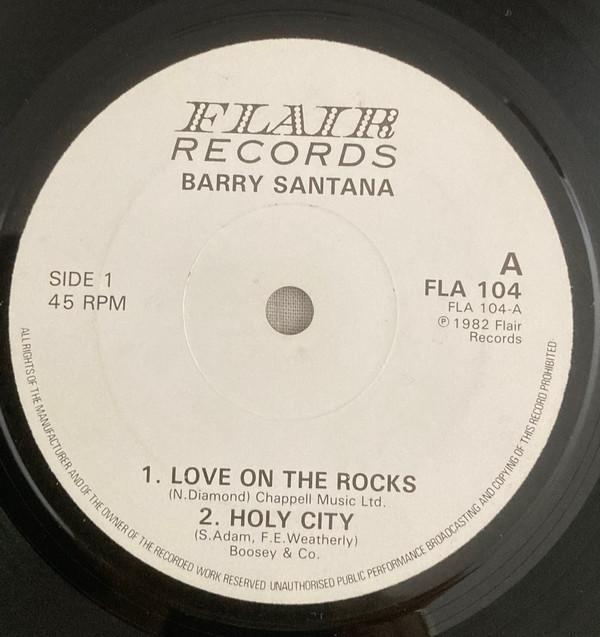 FLAIR
RECORDS
BARRY SANTANA
SIDE 1
45 RPM
A
FLA 104
FLA 104-A
℗ 1982 Flair
Records
1. LOVE ON THE ROCKS
(N.Diamond) Chappell Music Ltd.
2. HOLY CITY
(S.Adam, F.E.Weatherly)
Boosey & Co.
ALL RIGHTS OF THE MANUFACTURER AND OF THE OWNER OF THE RECORDED WORK RESERVED UNAUTHORISED PUBLIC PERFORMANCE BROADCASTING AND COPYING OF THIS RECORD PROHIBITED